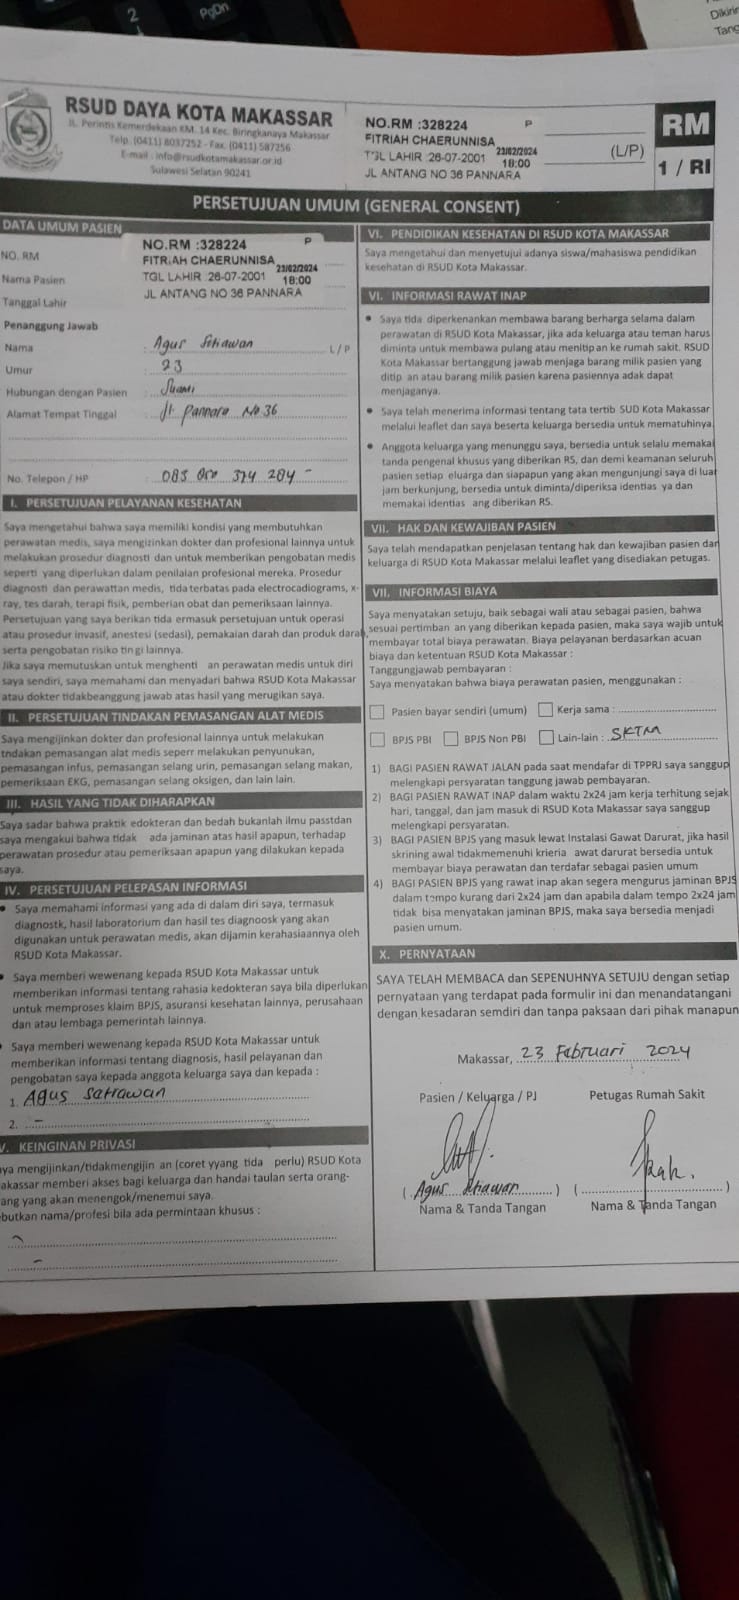 2
PgDn
Dikirin
Tang
RSUD DAYA KOTA MAKASSAR
JL. Perintis Kemerdekaan KM. 14 Kec. Biringkanaya Makassar
Telp. (0411) 8037252 - Fax. (0411) 587256
E-mail : info@rsudkotamakassar.or.id
Sulawesi Selatan 90241
NO.RM :328224 P
FITRIAH CHAERUNNISA
TGL LAHIR :26-07-2001 23/02/2024 18:00
JL ANTANG NO 36 PANNARA
(L/P)
RM
1 / RI
PERSETUJUAN UMUM (GENERAL CONSENT)
DATA UMUM PASIEN
NO. RM
Nama Pasien
Tanggal Lahir
NO.RM :328224 P
FITRIAH CHAERUNNISA
TGL LAHIR :26-07-2001 23/02/2024 18:00
JL ANTANG NO 36 PANNARA
Penanggung Jawab
Nama : Agus Setiawan L / P
Umur : 23
Hubungan dengan Pasien : Suami
Alamat Tempat Tinggal : Jl. Pannara No 36
No. Telepon / HP : 083 374 284 -
I. PERSETUJUAN PELAYANAN KESEHATAN
Saya mengetahui bahwa saya memiliki kondisi yang membutuhkan
perawatan medis, saya mengizinkan dokter dan profesional lainnya untuk
melakukan prosedur diagnosti dan untuk memberikan pengobatan medis
seperti yang diperlukan dalam penilaian profesional mereka. Prosedur
diagnosti dan perawattan medis, tida terbatas pada electrocadiograms, x-
ray, tes darah, terapi fisik, pemberian obat dan pemeriksaan lainnya.
Persetujuan yang saya berikan tida ermasuk persetujuan untuk operasi
atau prosedur invasif, anestesi (sedasi), pemakaian darah dan produk darah,
serta pengobatan risiko tin gi lainnya.
Jika saya memutuskan untuk menghenti an perawatan medis untuk diri
saya sendiri, saya memahami dan menyadari bahwa RSUD Kota Makassar
atau dokter tidakbeanggung jawab atas hasil yang merugikan saya.
II. PERSETUJUAN TINDAKAN PEMASANGAN ALAT MEDIS
Saya mengijinkan dokter dan profesional lainnya untuk melakukan
tndakan pemasangan alat medis seperr melakukan penyunukan,
pemasangan infus, pemasangan selang urin, pemasangan selang makan,
pemeriksaan EKG, pemasangan selang oksigen, dan lain lain.
III. HASIL YANG TIDAK DIHARAPKAN
Saya sadar bahwa praktik edokteran dan bedah bukanlah ilmu passtdan
saya mengakui bahwa tidak ada jaminan atas hasil apapun, terhadap
perawatan prosedur atau pemeriksaan apapun yang dilakukan kepada
saya.
IV. PERSETUJUAN PELEPASAN INFORMASI
• Saya memahami informasi yang ada di dalam diri saya, termasuk
diagnostk, hasil laboratorium dan hasil tes diagnoosk yang akan
digunakan untuk perawatan medis, akan dijamin kerahasiaannya oleh
RSUD Kota Makassar.
• Saya memberi wewenang kepada RSUD Kota Makassar untuk
memberikan informasi tentang rahasia kedokteran saya bila diperlukan
untuk memproses klaim BPJS, asuransi kesehatan lainnya, perusahaan
dan atau lembaga pemerintah lainnya.
• Saya memberi wewenang kepada RSUD Kota Makassar untuk
memberikan informasi tentang diagnosis, hasil pelayanan dan
pengobatan saya kepada anggota keluarga saya dan kepada :
1. Agus Satiawan
2. -
V. KEINGINAN PRIVASI
aya mengijinkan/tidakmengijin an (coret yyang tida perlu) RSUD Kota
akassar memberi akses bagi keluarga dan handai taulan serta orang-
ang yang akan menengok/menemui saya.
butkan nama/profesi bila ada permintaan khusus :
VI. PENDIDIKAN KESEHATAN DI RSUD KOTA MAKASSAR
Saya mengetahui dan menyetujui adanya siswa/mahasiswa pendidikan
kesehatan di RSUD Kota Makassar.
VI. INFORMASI RAWAT INAP
• Saya tida diperkenankan membawa barang berharga selama dalam
perawatan di RSUD Kota Makassar, jika ada keluarga atau teman harus
diminta untuk membawa pulang atau menitip an ke rumah sakit. RSUD
Kota Makassar bertanggung jawab menjaga barang milik pasien yang
ditip an atau barang milik pasien karena pasiennya adak dapat
menjaganya.
• Saya telah menerima informasi tentang tata tertib SUD Kota Makassar
melalui leaflet dan saya beserta keluarga bersedia untuk mematuhinya.
• Anggota keluarga yang menunggu saya, bersedia untuk selalu memakai
tanda pengenal khusus yang diberikan RS, dan demi keamanan seluruh
pasien setiap eluarga dan siapapun yang akan mengunjungi saya di luar
jam berkunjung, bersedia untuk diminta/diperiksa identias ya dan
memakai identias ang diberikan RS.
VII. HAK DAN KEWAJIBAN PASIEN
Saya telah mendapatkan penjelasan tentang hak dan kewajiban pasien dan
keluarga di RSUD Kota Makassar melalui leaflet yang disediakan petugas.
VII. INFORMASI BIAYA
Saya menyatakan setuju, baik sebagai wali atau sebagai pasien, bahwa
sesuai pertimban an yang diberikan kepada pasien, maka saya wajib untuk
membayar total biaya perawatan. Biaya pelayanan berdasarkan acuan
biaya dan ketentuan RSUD Kota Makassar :
Tanggungjawab pembayaran :
Saya menyatakan bahwa biaya perawatan pasien, menggunakan :
Pasien bayar sendiri (umum) Kerja sama :
BPJS PBI BPJS Non PBI Lain-lain : SKTM
1) BAGI PASIEN RAWAT JALAN pada saat mendafar di TPPRJ saya sanggup
melengkapi persyaratan tanggung jawab pembayaran.
2) BAGI PASIEN RAWAT INAP dalam waktu 2x24 jam kerja terhitung sejak
hari, tanggal, dan jam masuk di RSUD Kota Makassar saya sanggup
melengkapi persyaratan.
3) BAGI PASIEN BPJS yang masuk lewat Instalasi Gawat Darurat, jika hasil
skrining awal tidakmemenuhi krieria awat darurat bersedia untuk
membayar biaya perawatan dan terdafar sebagai pasien umum
4) BAGI PASIEN BPJS yang rawat inap akan segera mengurus jaminan BPJS
dalam tempo kurang dari 2x24 jam dan apabila dalam tempo 2x24 jam
tidak bisa menyatakan jaminan BPJS, maka saya bersedia menjadi
pasien umum.
X. PERNYATAAN
SAYA TELAH MEMBACA dan SEPENUHNYA SETUJU dengan setiap
pernyataan yang terdapat pada formulir ini dan menandatangani
dengan kesadaran semdiri dan tanpa paksaan dari pihak manapun
Makassar, 23 Februari 2024
Pasien / Keluarga / PJ Petugas Rumah Sakit
( Agus Setiawan ) ( )
Nama & Tanda Tangan Nama & Tanda Tangan